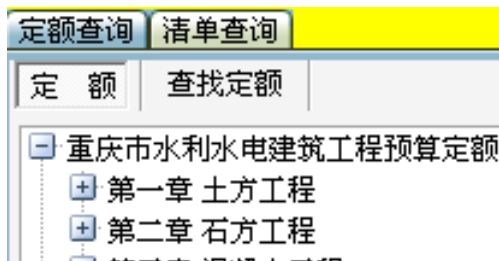 定额查询 清单查询
定 额 查找定额
重庆市水利水电建筑工程预算定额
第一章 土方工程
第二章 石方工程